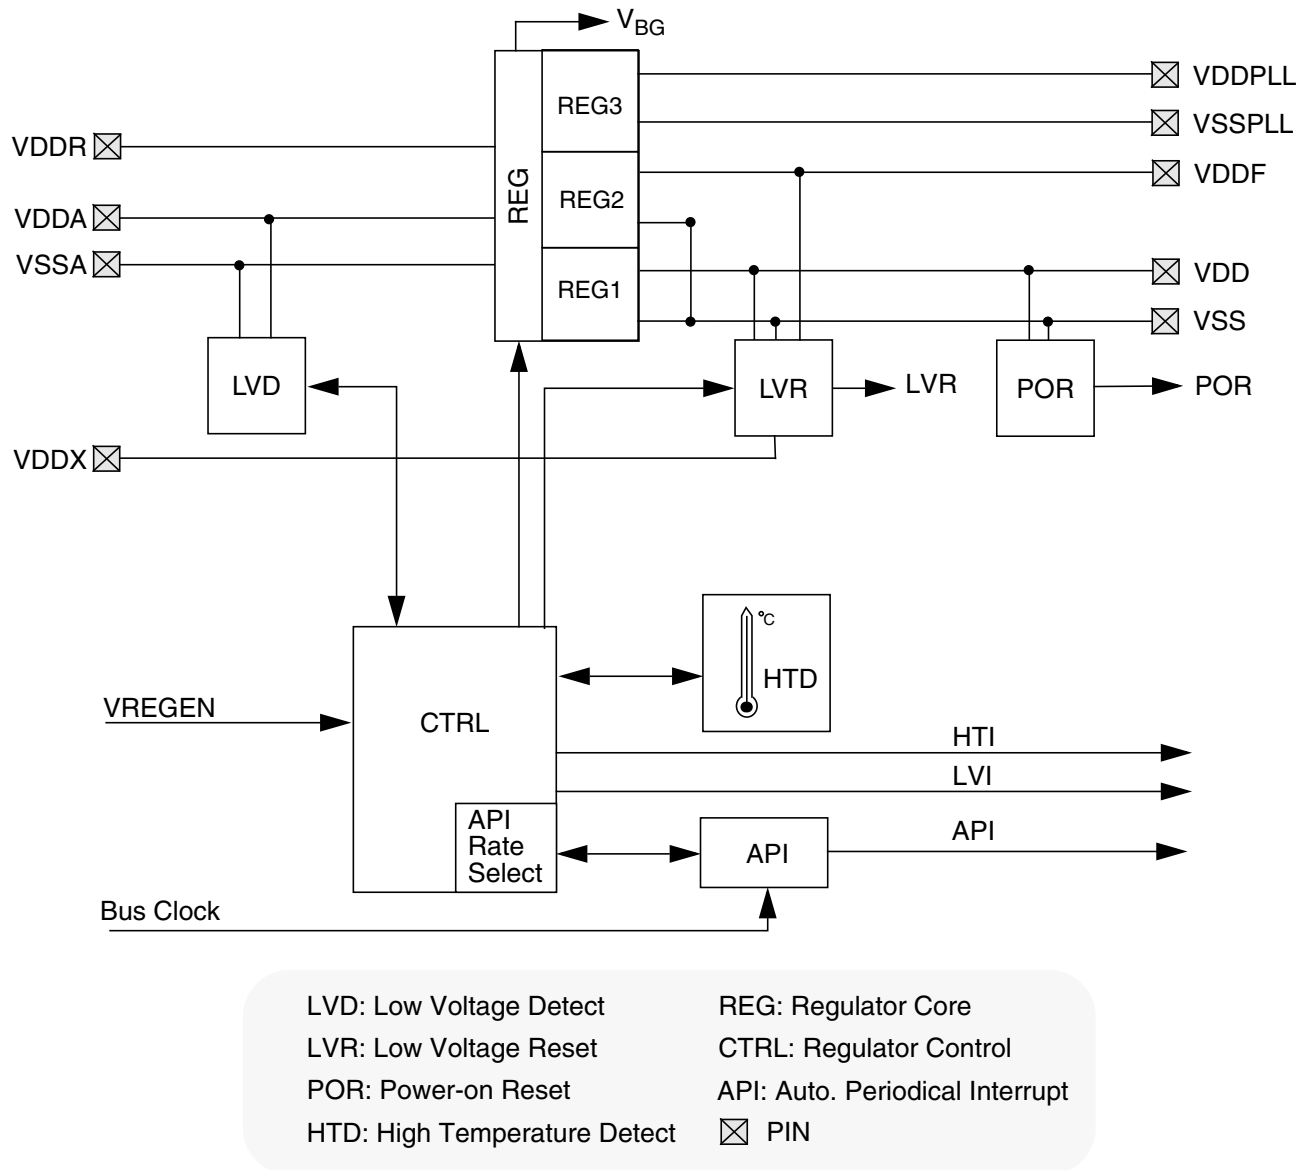 VBG
VDDPLL
REG3
VSSPLL
VDDR
VDDF
REG
REG2
VDDA
VSSA
VDD
REG1
VSS
LVD
LVR
LVR
POR
POR
VDDX
°C
HTD
VREGEN
CTRL
HTI
LVI
API
Rate
Select
API
API
Bus Clock
LVD: Low Voltage Detect
REG: Regulator Core
LVR: Low Voltage Reset
CTRL: Regulator Control
POR: Power-on Reset
API: Auto. Periodical Interrupt
HTD: High Temperature Detect
PIN